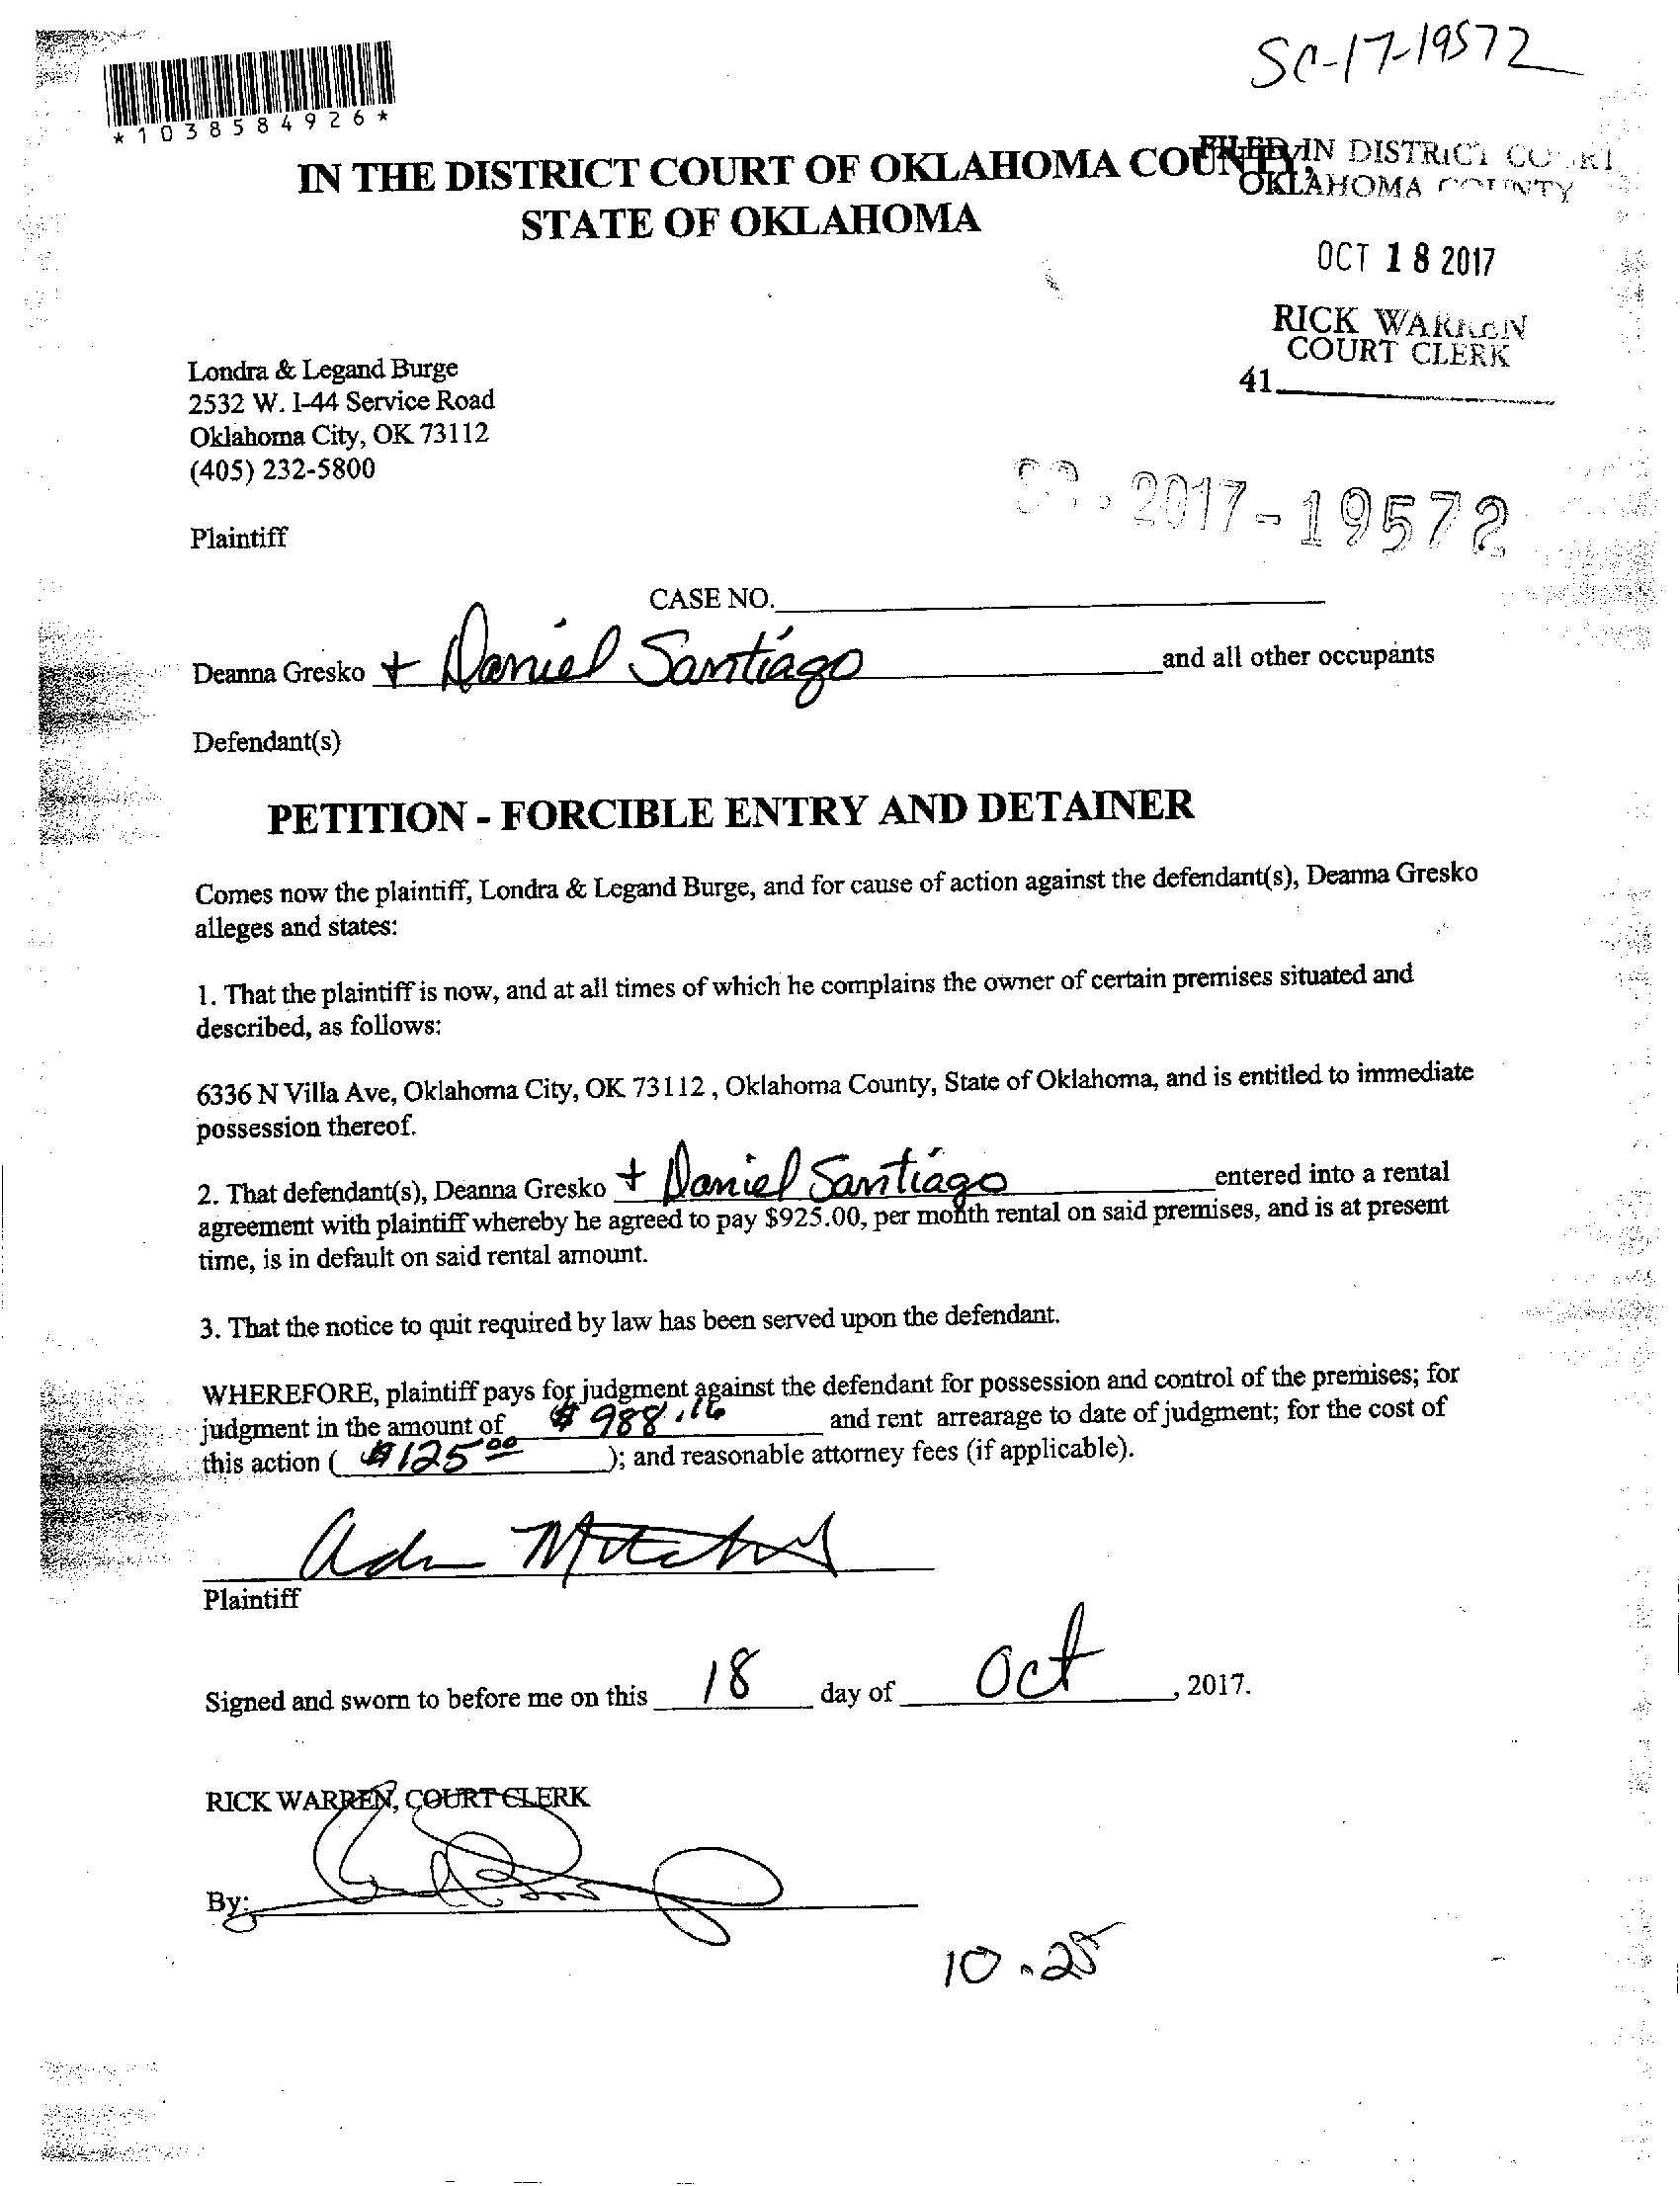 SC-17-19572
*1038584926*
IN THE DISTRICT COURT OF OKLAHOMA COUNTY,
STATE OF OKLAHOMA
FILED IN DISTRICT COURT
OKLAHOMA COUNTY
OCT 18 2017
RICK WARREN
COURT CLERK
41
Londra & Legand Burge
2532 W. I-44 Service Road
Oklahoma City, OK 73112
(405) 232-5800
SC-2017-19572
Plaintiff
CASE NO.
Deanna Gresko + Daniel Santiago and all other occupants
Defendant(s)
PETITION - FORCIBLE ENTRY AND DETAINER
Comes now the plaintiff, Londra & Legand Burge, and for cause of action against the defendant(s), Deanna Gresko
alleges and states:
1. That the plaintiff is now, and at all times of which he complains the owner of certain premises situated and
described, as follows:
6336 N Villa Ave, Oklahoma City, OK 73112 , Oklahoma County, State of Oklahoma, and is entitled to immediate
possession thereof.
2. That defendant(s), Deanna Gresko + Daniel Santiago entered into a rental
agreement with plaintiff whereby he agreed to pay $925.00, per month rental on said premises, and is at present
time, is in default on said rental amount.
3. That the notice to quit required by law has been served upon the defendant.
WHEREFORE, plaintiff pays for judgment against the defendant for possession and control of the premises; for
judgment in the amount of $988.16 and rent arrearage to date of judgment; for the cost of
this action ( $125.00 ); and reasonable attorney fees (if applicable).
Plaintiff
Signed and sworn to before me on this 18 day of Oct , 2017.
RICK WARREN, COURT CLERK
By:
10-25